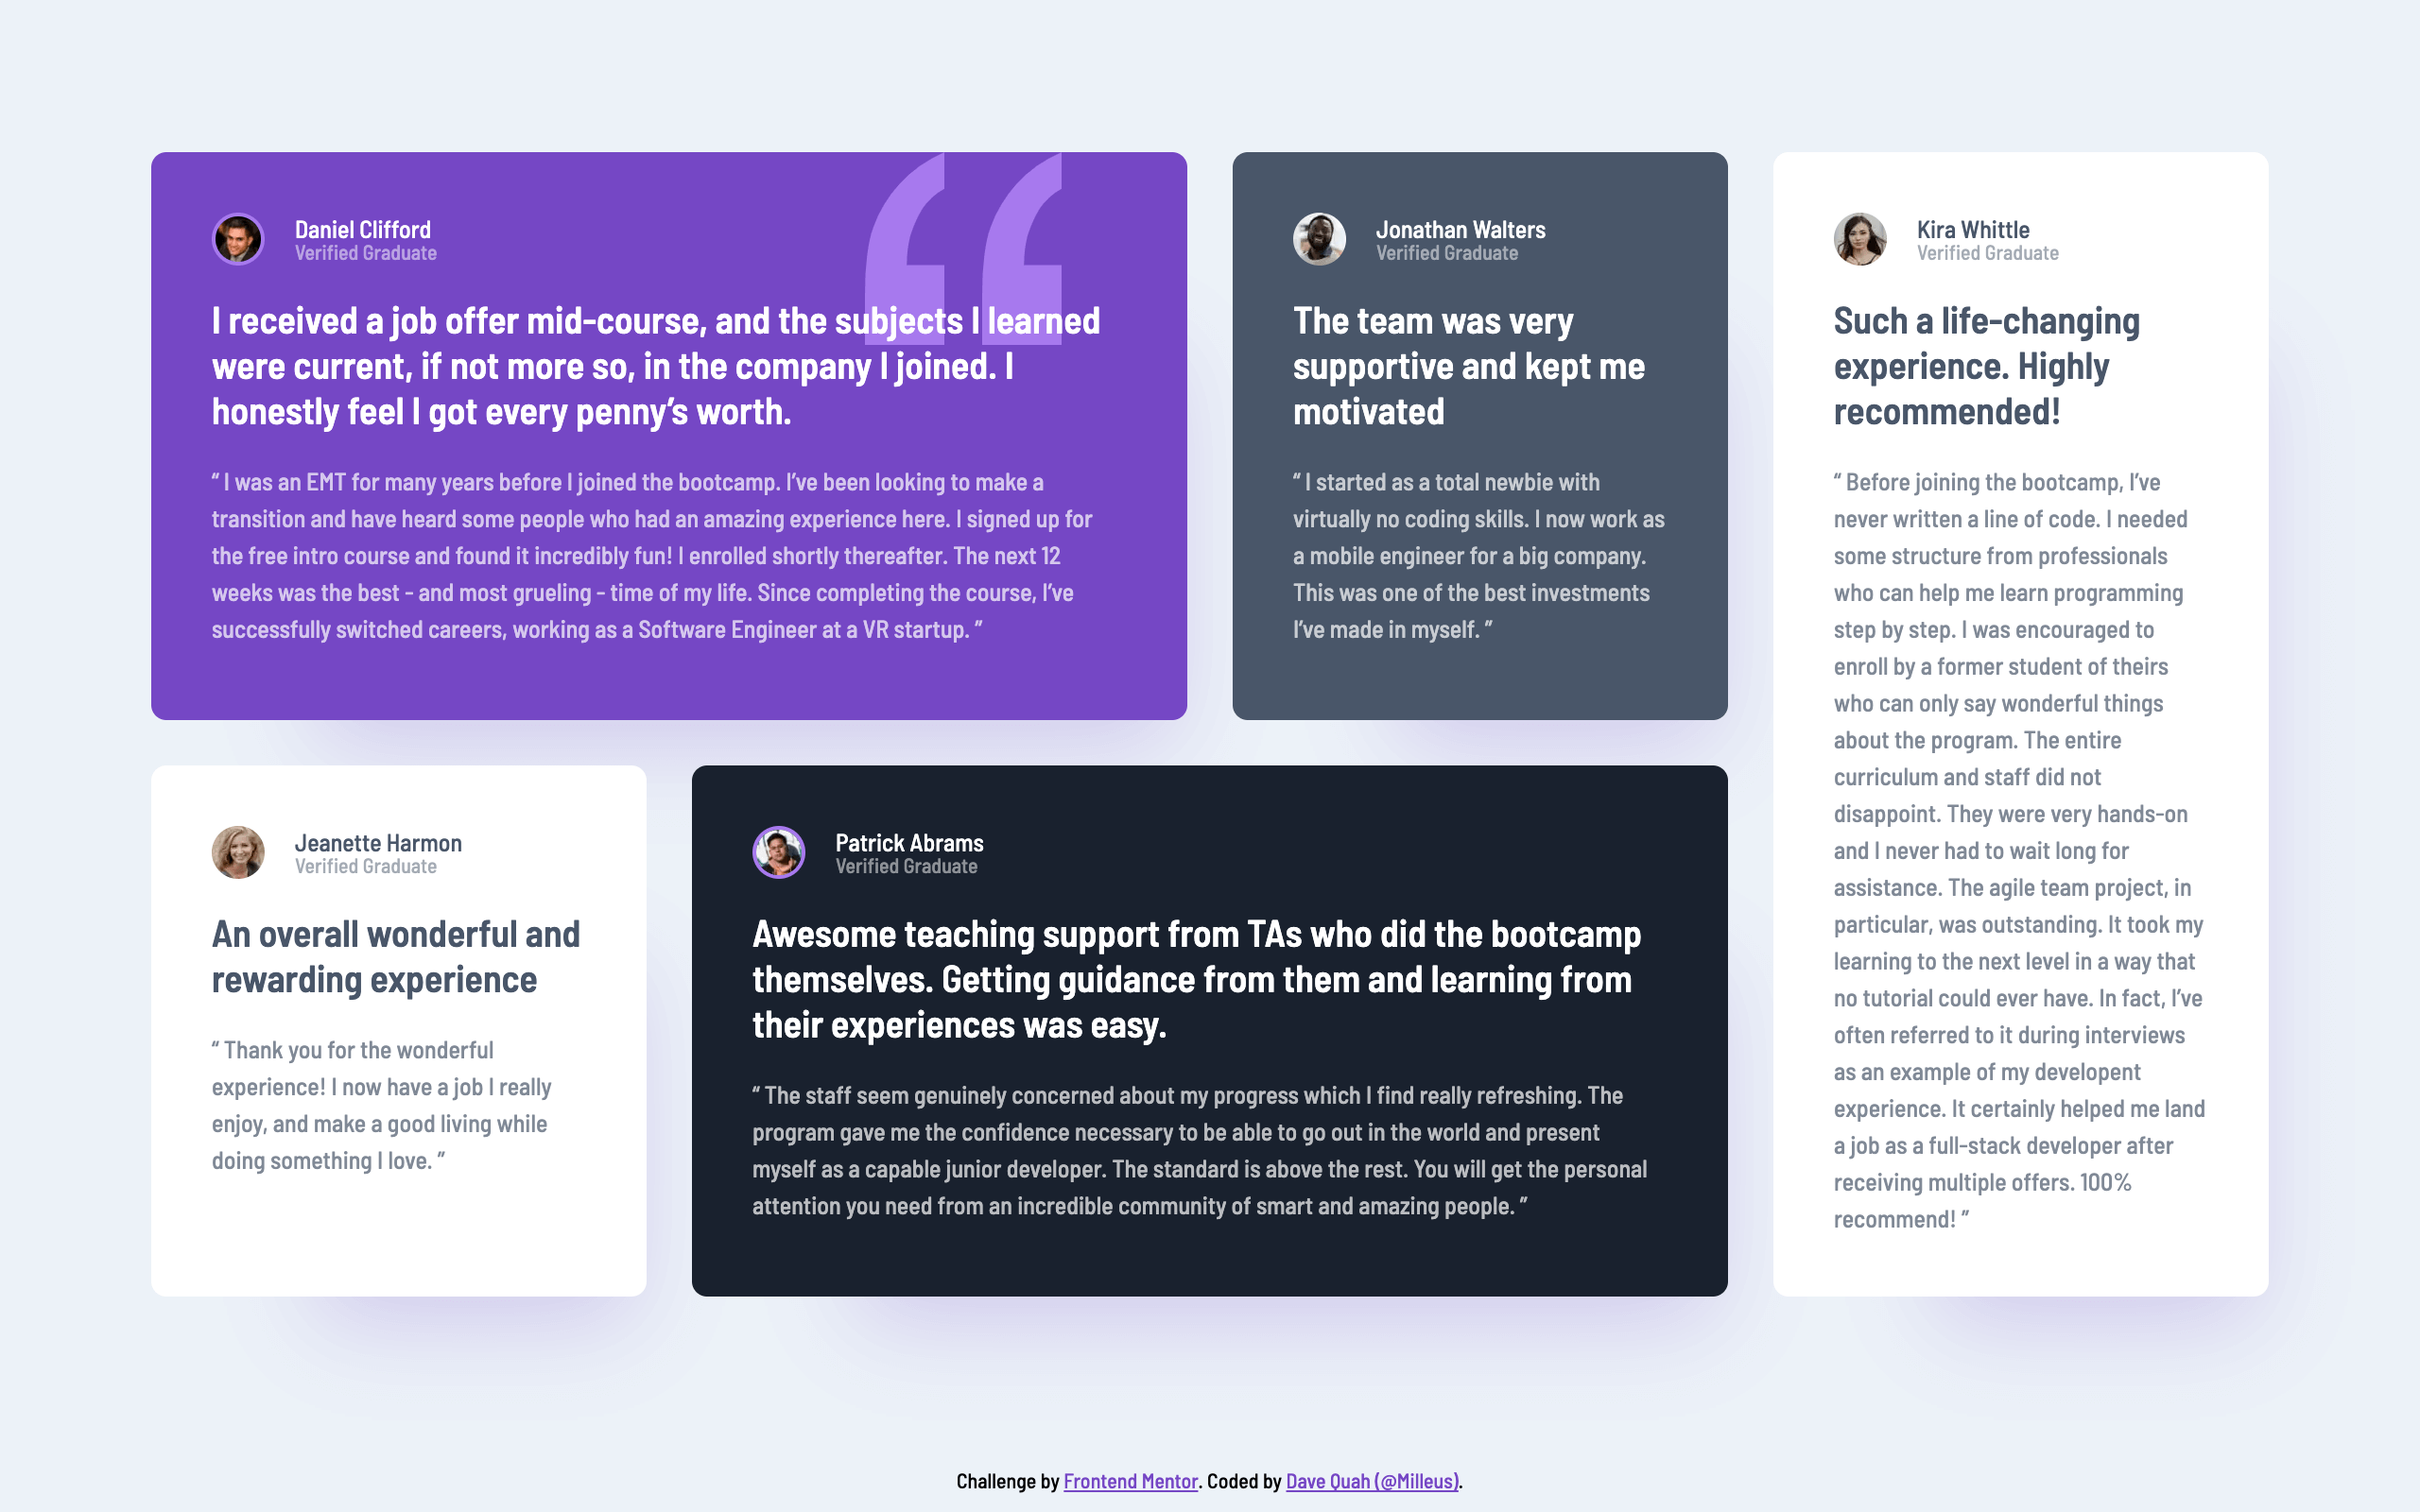 Daniel Clifford
Verified Graduate
I received a job offer mid-course, and the subjects I learned
were current, if not more so, in the company I joined. I
honestly feel I got every penny’s worth.
“ I was an EMT for many years before I joined the bootcamp. I’ve been looking to make a
transition and have heard some people who had an amazing experience here. I signed up for
the free intro course and found it incredibly fun! I enrolled shortly thereafter. The next 12
weeks was the best - and most grueling - time of my life. Since completing the course, I’ve
successfully switched careers, working as a Software Engineer at a VR startup. ”
Jonathan Walters
Verified Graduate
The team was very
supportive and kept me
motivated
“ I started as a total newbie with
virtually no coding skills. I now work as
a mobile engineer for a big company.
This was one of the best investments
I’ve made in myself. ”
Kira Whittle
Verified Graduate
Such a life-changing
experience. Highly
recommended!
“ Before joining the bootcamp, I’ve
never written a line of code. I needed
some structure from professionals
who can help me learn programming
step by step. I was encouraged to
enroll by a former student of theirs
who can only say wonderful things
about the program. The entire
curriculum and staff did not
disappoint. They were very hands-on
and I never had to wait long for
assistance. The agile team project, in
particular, was outstanding. It took my
learning to the next level in a way that
no tutorial could ever have. In fact, I’ve
often referred to it during interviews
as an example of my developent
experience. It certainly helped me land
a job as a full-stack developer after
receiving multiple offers. 100%
recommend! ”
Jeanette Harmon
Verified Graduate
An overall wonderful and
rewarding experience
“ Thank you for the wonderful
experience! I now have a job I really
enjoy, and make a good living while
doing something I love. ”
Patrick Abrams
Verified Graduate
Awesome teaching support from TAs who did the bootcamp
themselves. Getting guidance from them and learning from
their experiences was easy.
“ The staff seem genuinely concerned about my progress which I find really refreshing. The
program gave me the confidence necessary to be able to go out in the world and present
myself as a capable junior developer. The standard is above the rest. You will get the personal
attention you need from an incredible community of smart and amazing people. ”
Challenge by Frontend Mentor. Coded by Dave Quah (@Milleus).